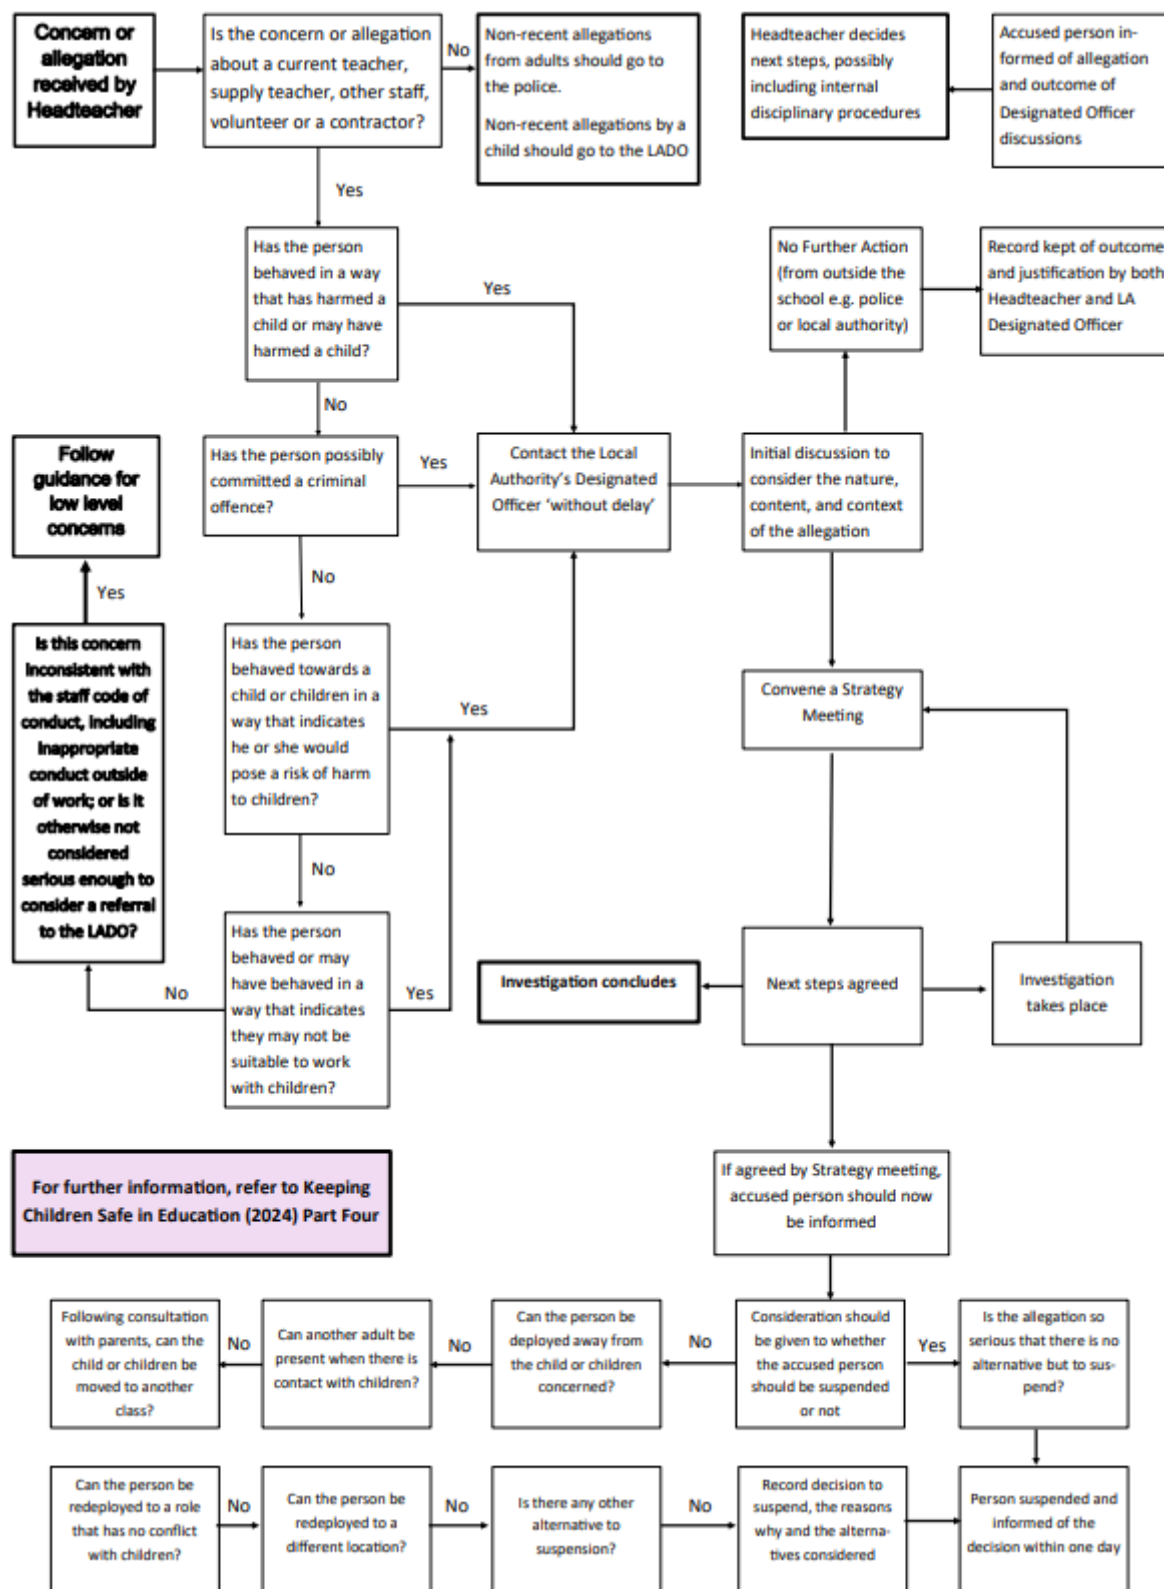 Concern or
allegation
received by
Headteacher
Is the concern or allegation
about a current teacher,
supply teacher, other staff,
volunteer or a contractor?
No
Non-recent allegations
from adults should go to
the police.
Non-recent allegations by a
child should go to the LADO
Headteacher decides
next steps, possibly
including internal
disciplinary procedures
Accused person in-
formed of allegation
and outcome of
Designated Officer
discussions
Yes
Has the person
behaved in a way
that has harmed a
child or may have
harmed a child?
Yes
No Further Action
(from outside the
school e.g. police
or local authority)
Record kept of outcome
and justification by both
Headteacher and LA
Designated Officer
No
Follow
guidance for
low level
concerns
Has the person possibly
committed a criminal
offence?
Yes
Contact the Local
Authority's Designated
Officer 'without delay'
Initial discussion to
consider the nature,
content, and context
of the allegation
Yes
No
Is this concern
inconsistent with
the staff code of
conduct, including
inappropriate
conduct outside
of work; or is it
otherwise not
considered
serious enough to
consider a referral
to the LADO?
Has the person
behaved towards a
child or children in a
way that indicates
he or she would
pose a risk of harm
to children?
Yes
Convene a Strategy
Meeting
No
Has the person
behaved or may
have behaved in a
way that indicates
they may not be
suitable to work
with children?
No
Yes
Investigation concludes
Next steps agreed
Investigation
takes place
For further information, refer to Keeping
Children Safe in Education (2024) Part Four
If agreed by Strategy meeting,
accused person should now
be informed
Following consultation
with parents, can the
child or children be
moved to another
class?
No
Can another adult be
present when there is
contact with children?
No
Can the person be
deployed away from
the child or children
concerned?
No
Consideration should
be given to whether
the accused person
should be suspended
or not
Yes
Is the allegation so
serious that there is no
alternative but to sus-
pend?
Can the person be
redeployed to a role
that has no conflict
with children?
No
Can the person be
redeployed to a
different location?
No
Is there any other
alternative to
suspension?
No
Record decision to
suspend, the reasons
why and the alterna-
tives considered
Person suspended and
informed of the
decision within one day